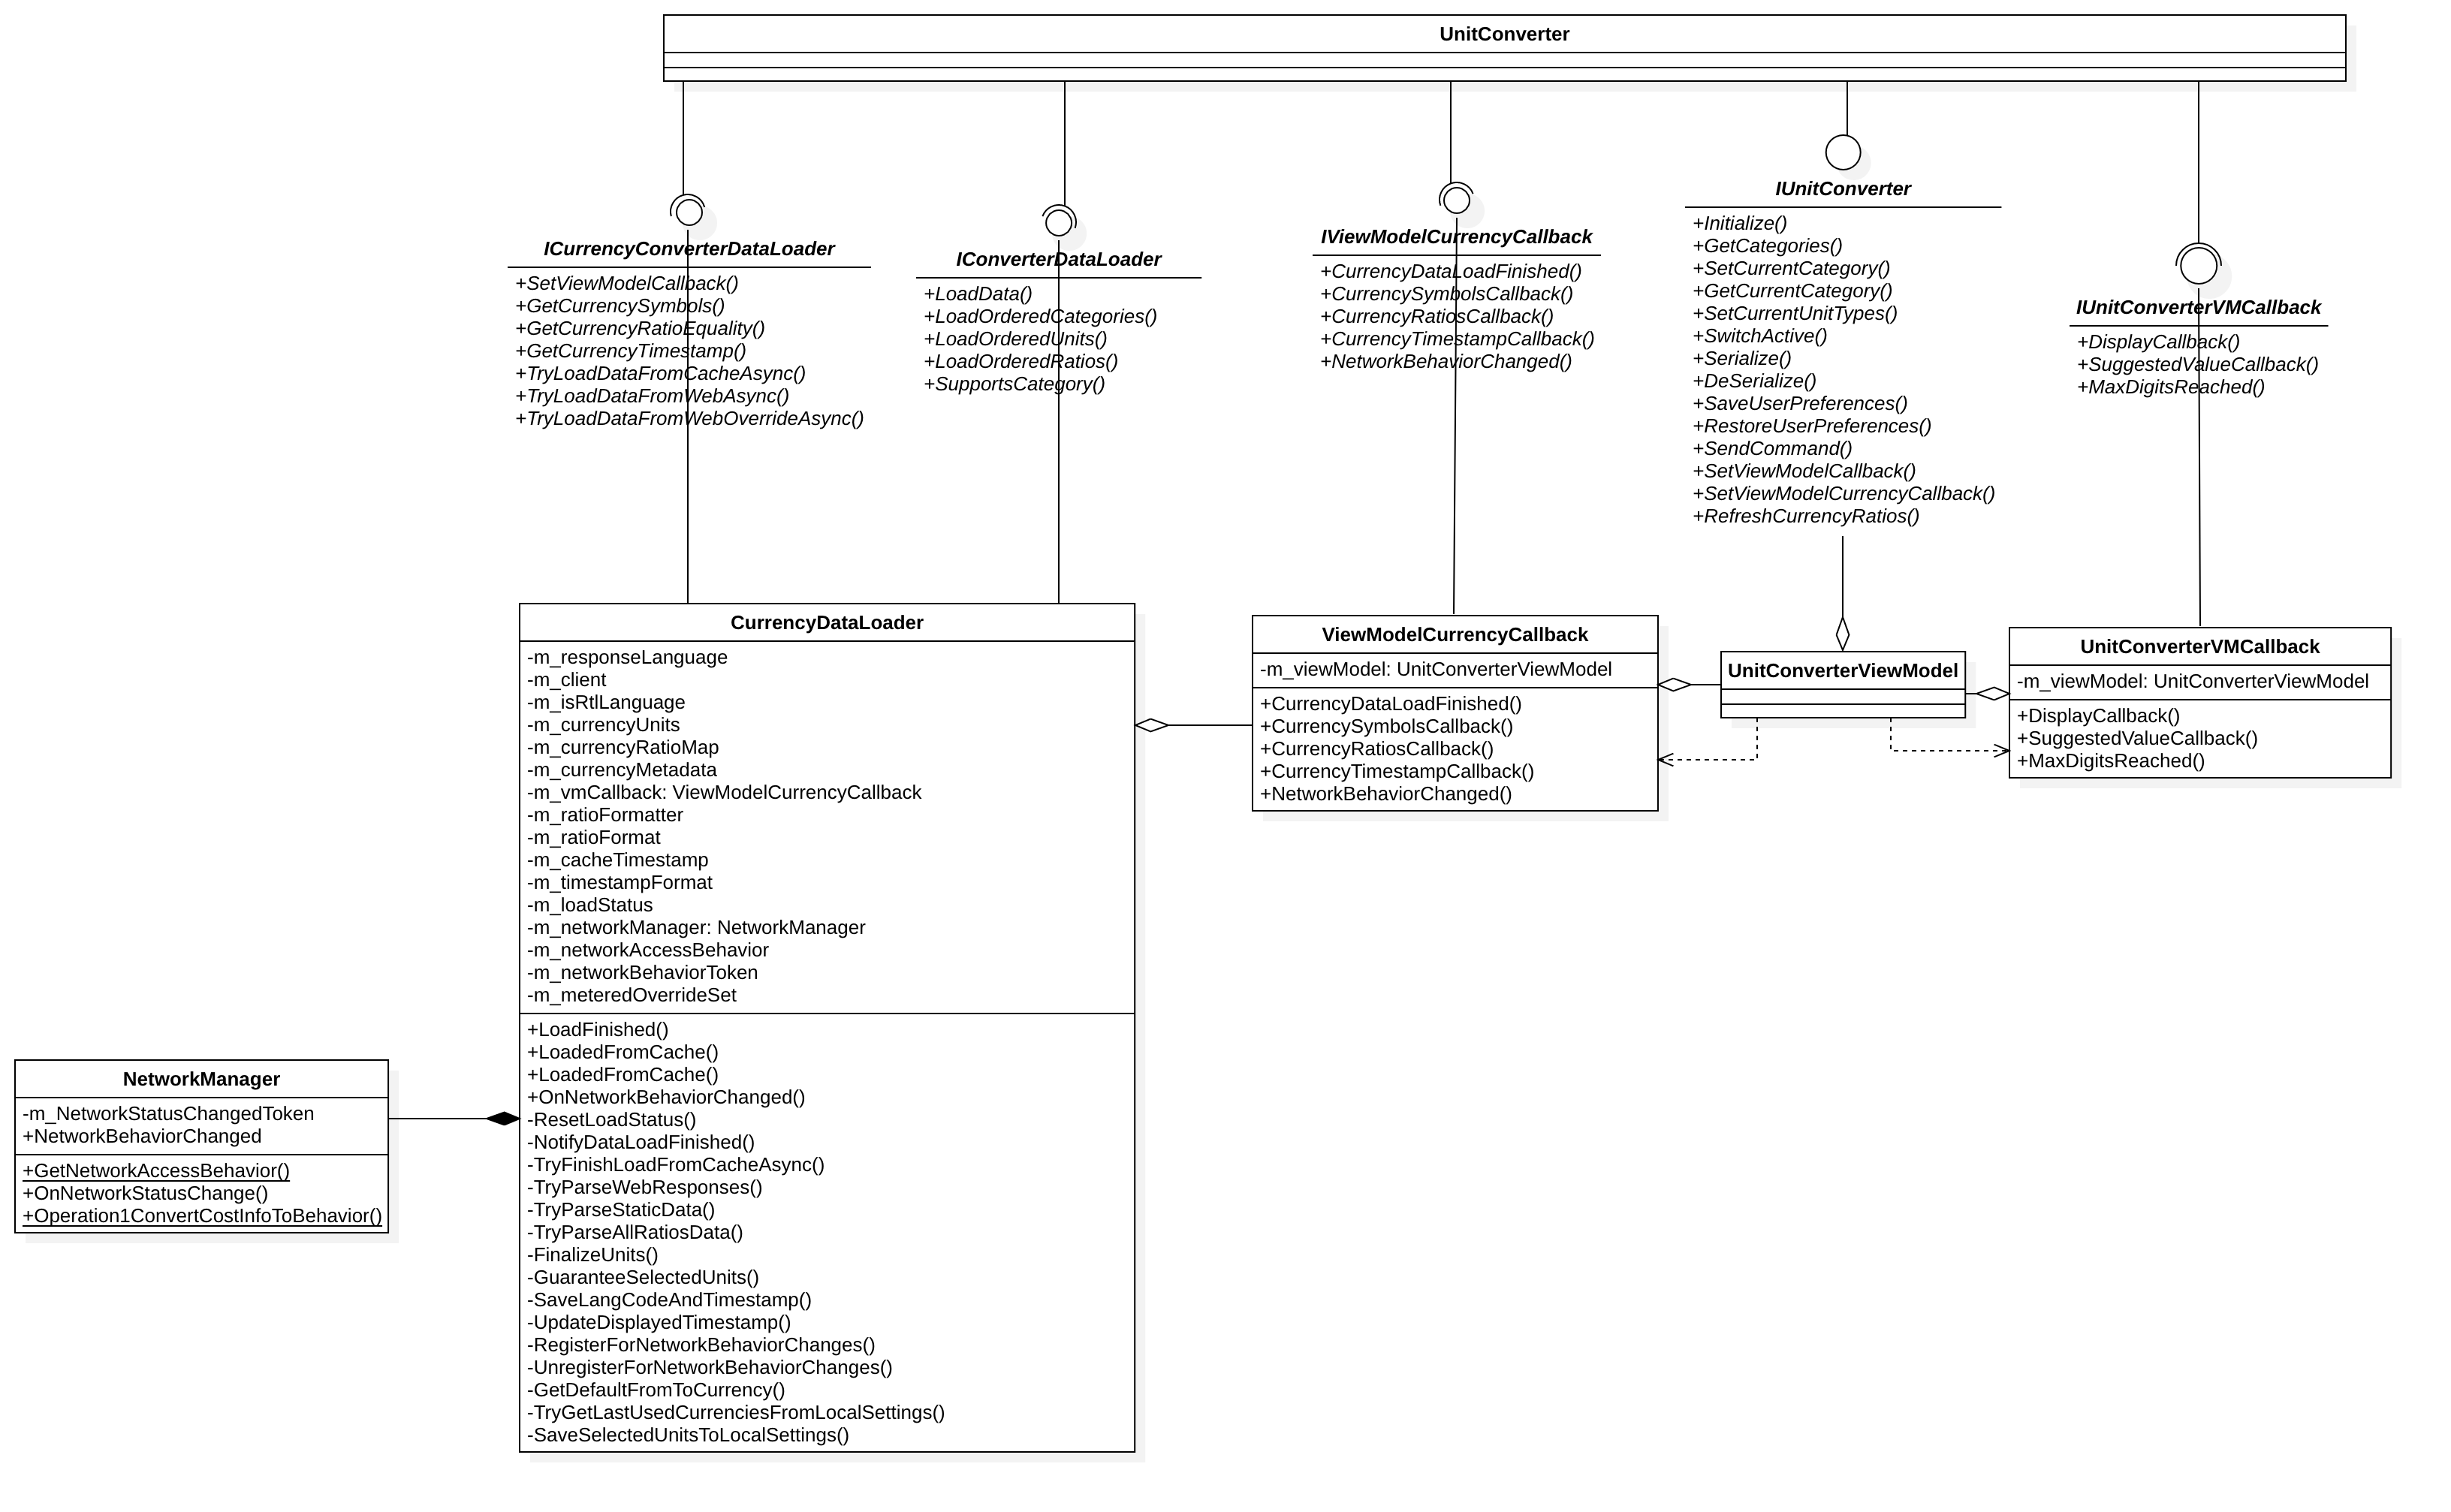 UnitConverter
ICurrencyConverterDataLoader
+SetViewModelCallback()
+GetCurrencySymbols()
+GetCurrencyRatioEquality()
+GetCurrencyTimestamp()
+TryLoadDataFromCacheAsync()
+TryLoadDataFromWebAsync()
+TryLoadDataFromWebOverrideAsync()
IConverterDataLoader
+LoadData()
+LoadOrderedCategories()
+LoadOrderedUnits()
+LoadOrderedRatios()
+SupportsCategory()
IViewModelCurrencyCallback
+CurrencyDataLoadFinished()
+CurrencySymbolsCallback()
+CurrencyRatiosCallback()
+CurrencyTimestampCallback()
+NetworkBehaviorChanged()
IUnitConverter
+Initialize()
+GetCategories()
+SetCurrentCategory()
+GetCurrentCategory()
+SetCurrentUnitTypes()
+SwitchActive()
+Serialize()
+DeSerialize()
+SaveUserPreferences()
+RestoreUserPreferences()
+SendCommand()
+SetViewModelCallback()
+SetViewModelCurrencyCallback()
+RefreshCurrencyRatios()
IUnitConverterVMCallback
+DisplayCallback()
+SuggestedValueCallback()
+MaxDigitsReached()
CurrencyDataLoader
-m_responseLanguage
-m_client
-m_isRtlLanguage
-m_currencyUnits
-m_currencyRatioMap
-m_currencyMetadata
-m_vmCallback: ViewModelCurrencyCallback
-m_ratioFormatter
-m_ratioFormat
-m_cacheTimestamp
-m_timestampFormat
-m_loadStatus
-m_networkManager: NetworkManager
-m_networkAccessBehavior
-m_networkBehaviorToken
-m_meteredOverrideSet
+LoadFinished()
+LoadedFromCache()
+LoadedFromCache()
+OnNetworkBehaviorChanged()
-ResetLoadStatus()
-NotifyDataLoadFinished()
-TryFinishLoadFromCacheAsync()
-TryParseWebResponses()
-TryParseStaticData()
-TryParseAllRatiosData()
-FinalizeUnits()
-GuaranteeSelectedUnits()
-SaveLangCodeAndTimestamp()
-UpdateDisplayedTimestamp()
-RegisterForNetworkBehaviorChanges()
-UnregisterForNetworkBehaviorChanges()
-GetDefaultFromToCurrency()
-TryGetLastUsedCurrenciesFromLocalSettings()
-SaveSelectedUnitsToLocalSettings()
ViewModelCurrencyCallback
-m_viewModel: UnitConverterViewModel
+CurrencyDataLoadFinished()
+CurrencySymbolsCallback()
+CurrencyRatiosCallback()
+CurrencyTimestampCallback()
+NetworkBehaviorChanged()
UnitConverterViewModel
UnitConverterVMCallback
-m_viewModel: UnitConverterViewModel
+DisplayCallback()
+SuggestedValueCallback()
+MaxDigitsReached()
NetworkManager
-m_NetworkStatusChangedToken
+NetworkBehaviorChanged
+GetNetworkAccessBehavior()
+OnNetworkStatusChange()
+Operation1ConvertCostInfoToBehavior()